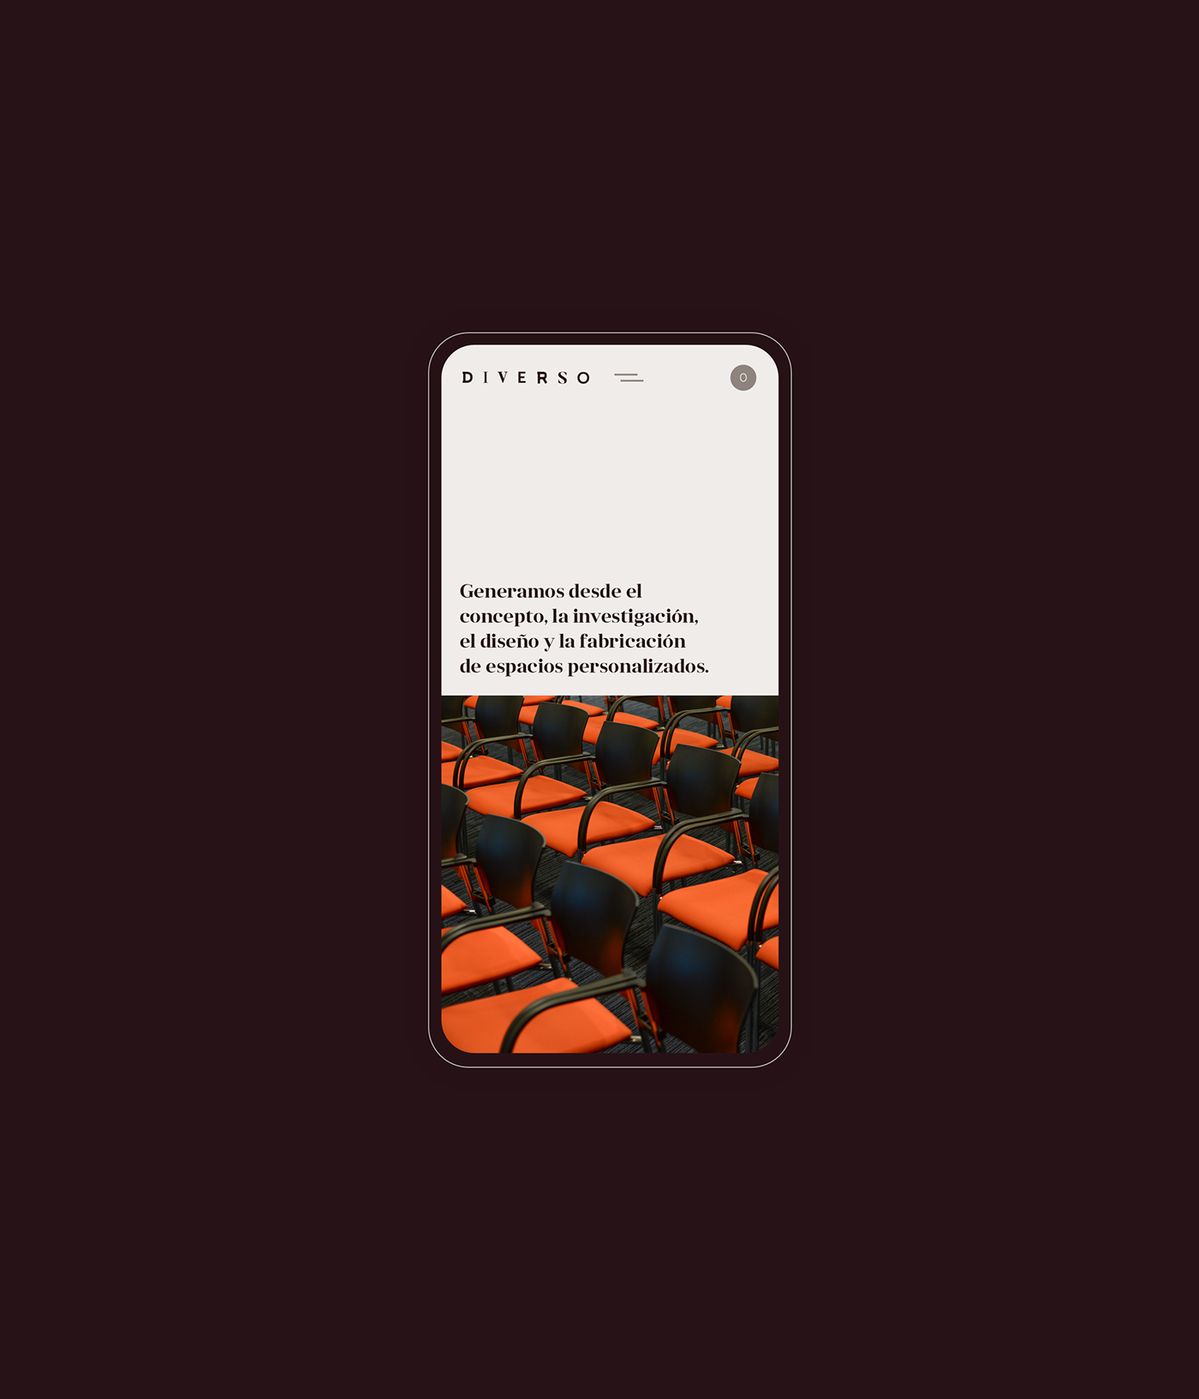 DIVERSO
0
Generamos desde el
concepto, la investigación,
el diseño y la fabricación
de espacios personalizados.